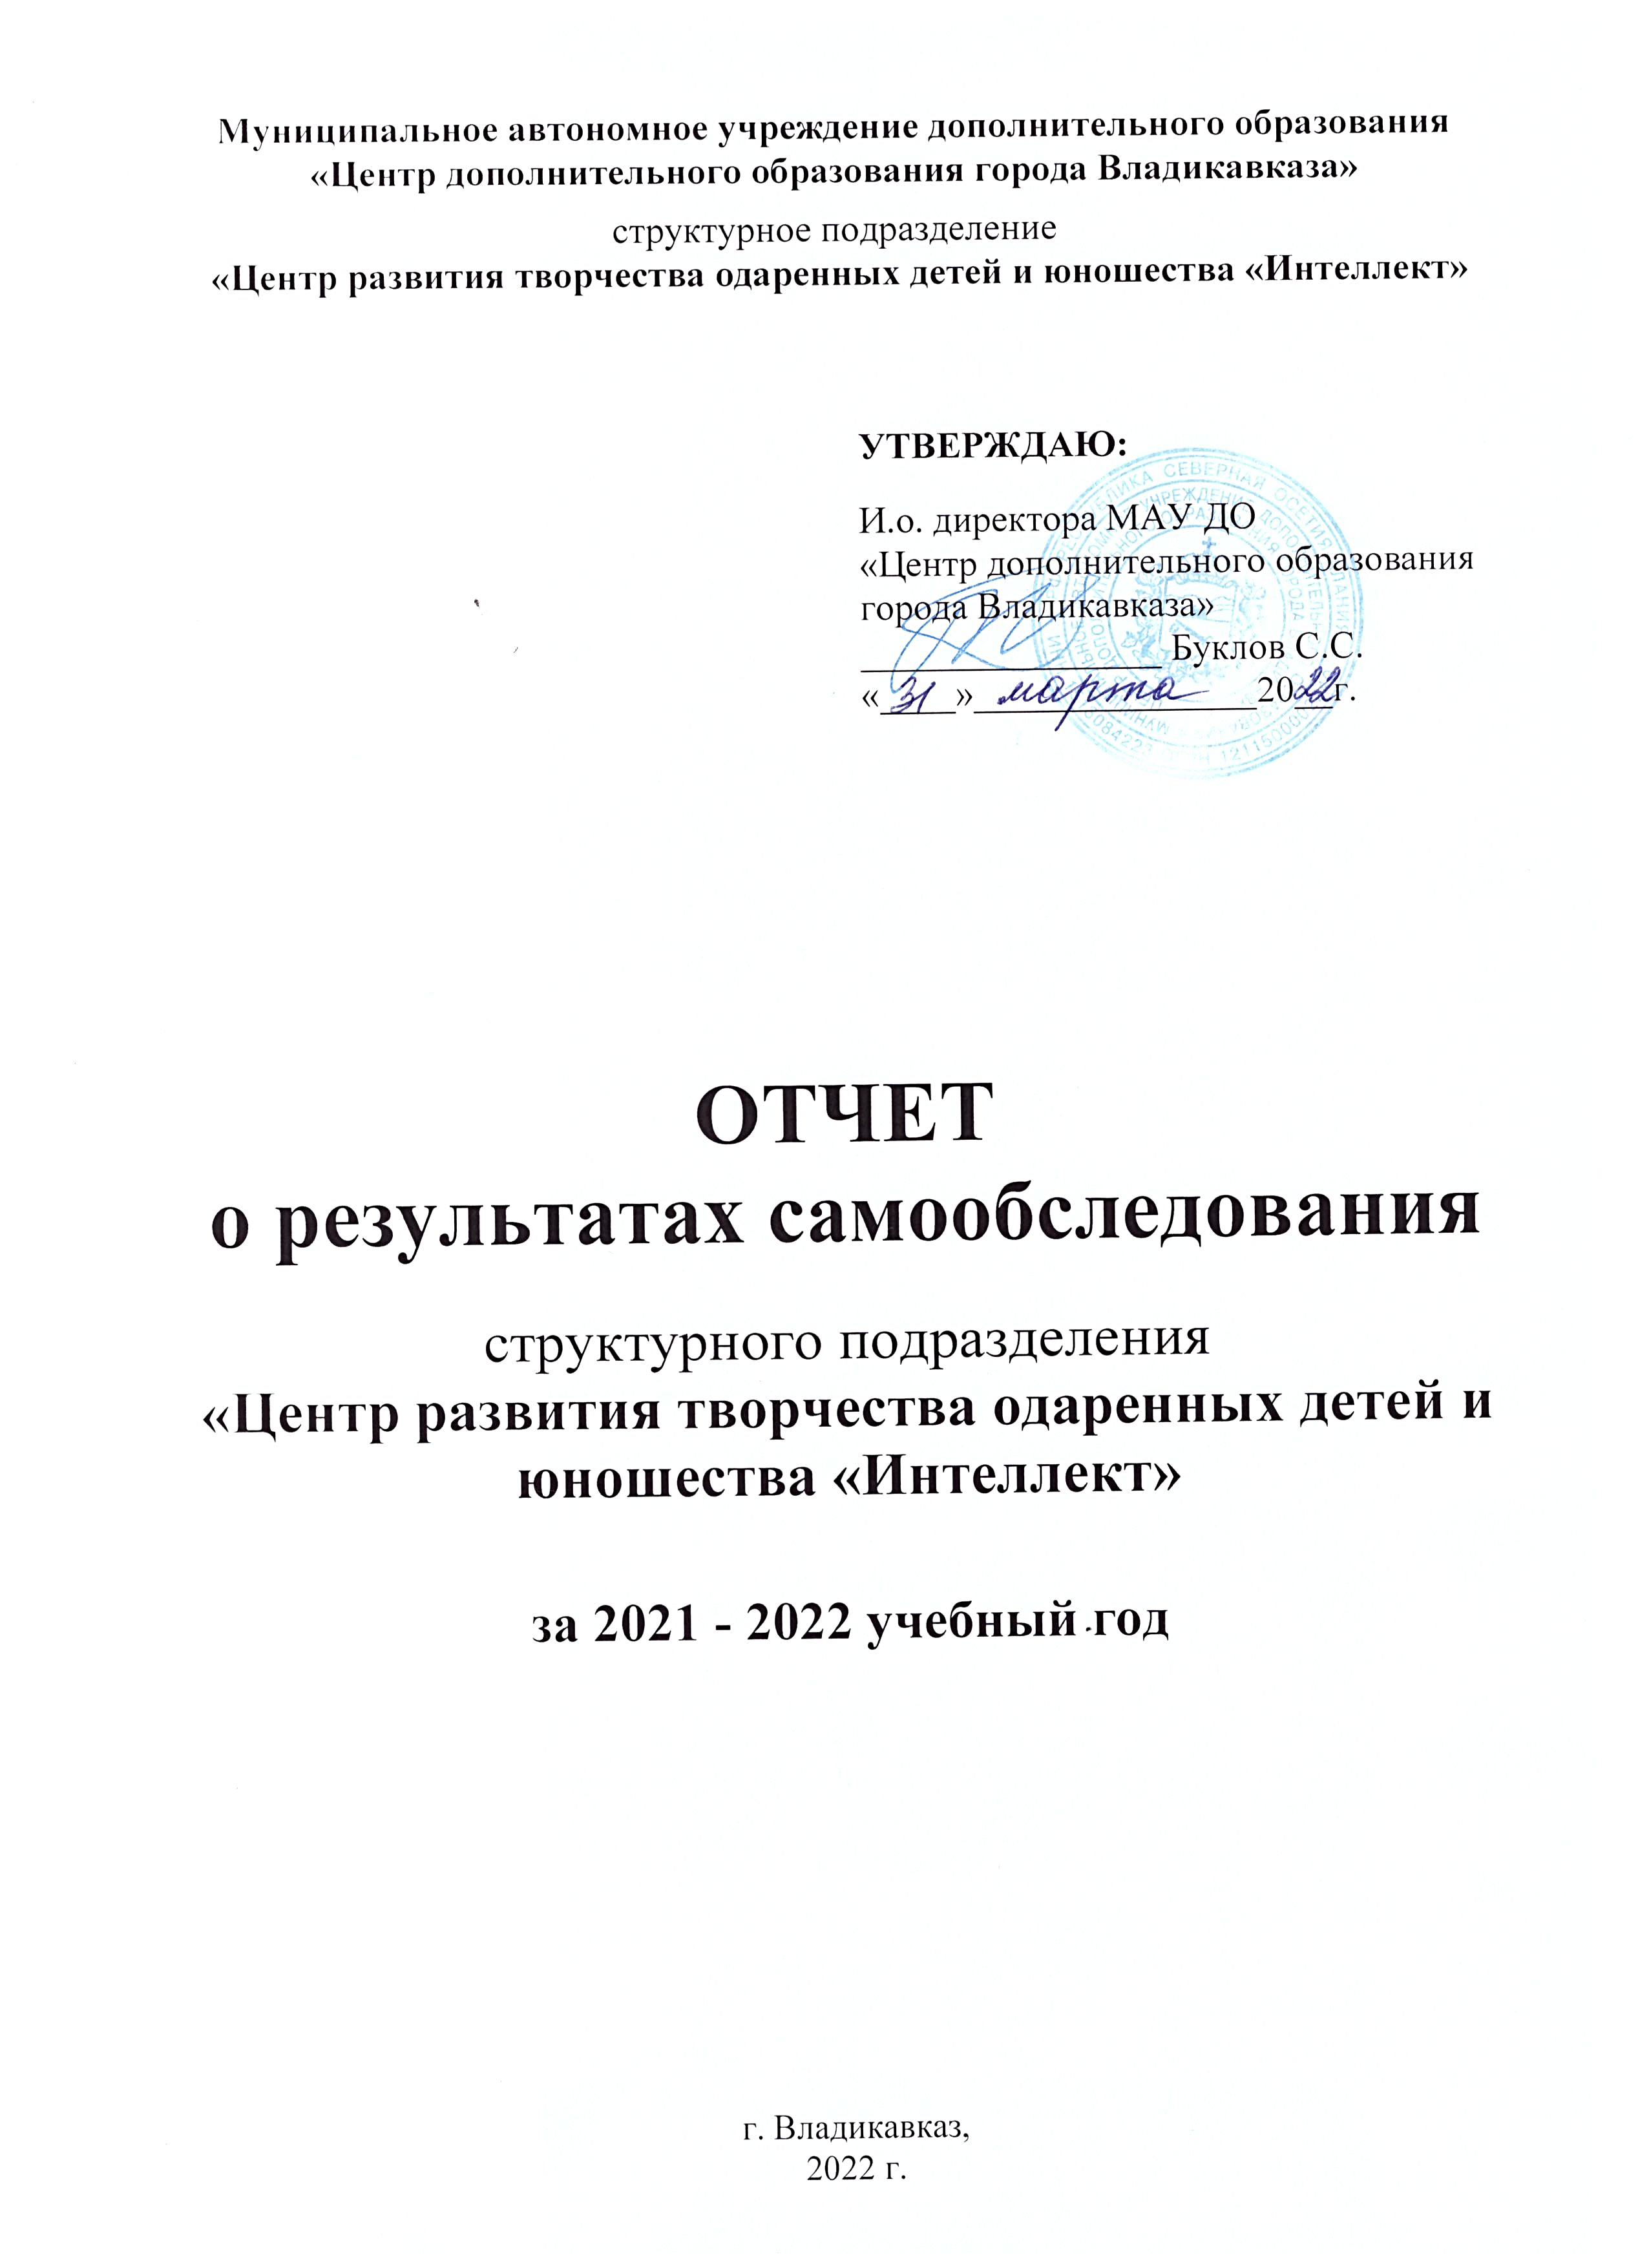 Муниципальное автономное учреждение дополнительного образования
«Центр дополнительного образования города Владикавказа»
структурное подразделение
«Центр развития творчества одаренных детей и юношества «Интеллект»
УТВЕРЖДАЮ:
И.о. директора МАУ ДО
«Центр дополнительного образования
города Владикавказа»
________________ Буклов С.С.
«31» марта 2022г.
ОТЧЕТ
о результатах самообследования
структурного подразделения
«Центр развития творчества одаренных детей и
юношества «Интеллект»
за 2021 - 2022 учебный год
г. Владикавказ,
2022 г.